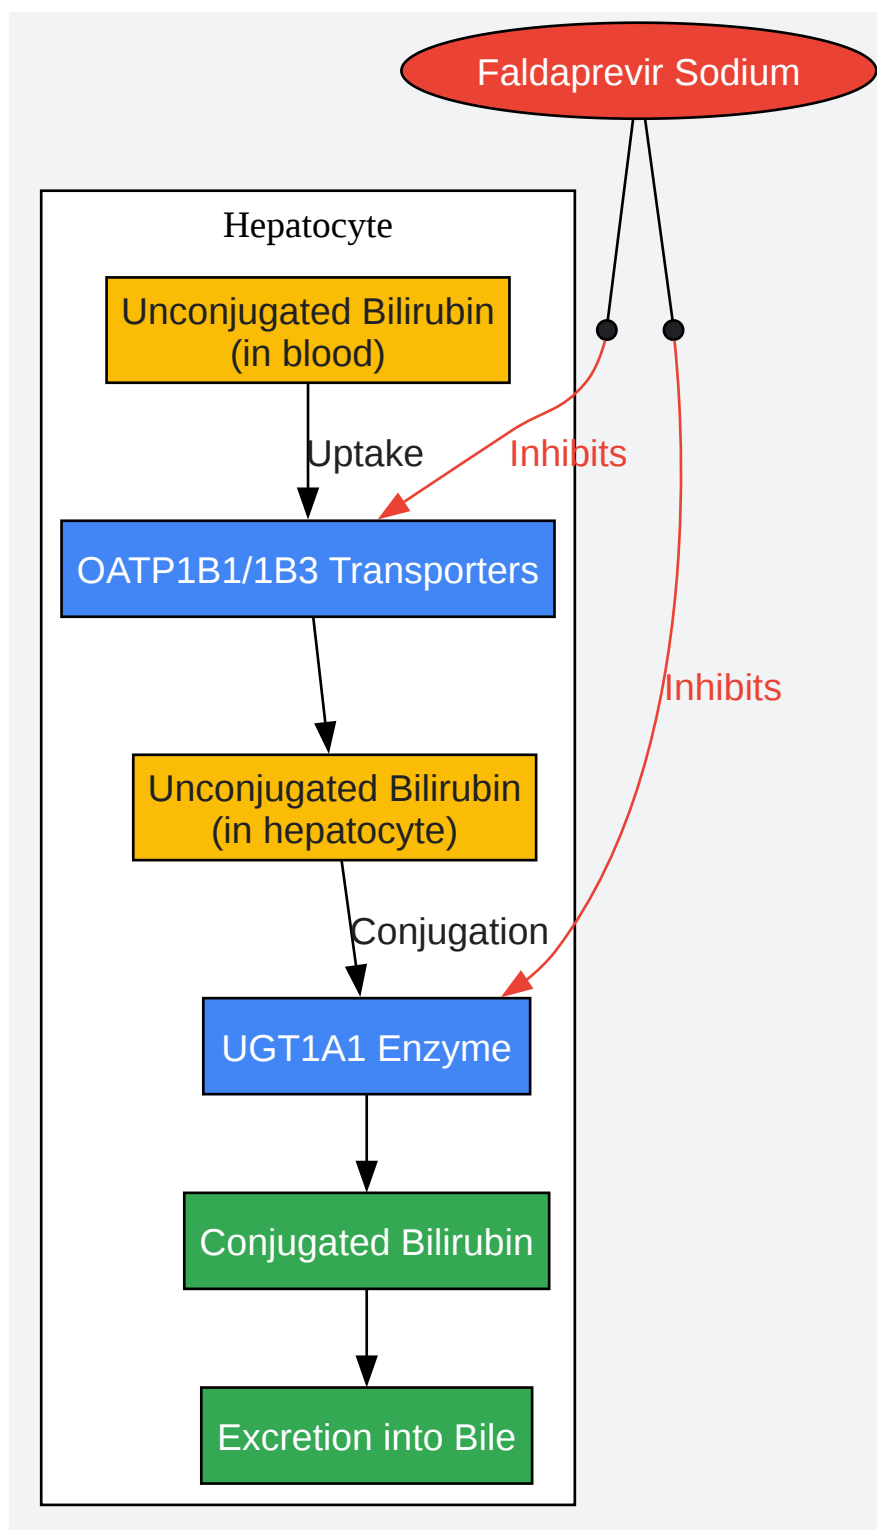 Faldaprevir Sodium
Hepatocyte
Unconjugated Bilirubin
(in blood)
Uptake
Inhibits
OATP1B1/1B3 Transporters
Inhibits
Unconjugated Bilirubin
(in hepatocyte)
Conjugation
UGT1A1 Enzyme
Conjugated Bilirubin
Excretion into Bile